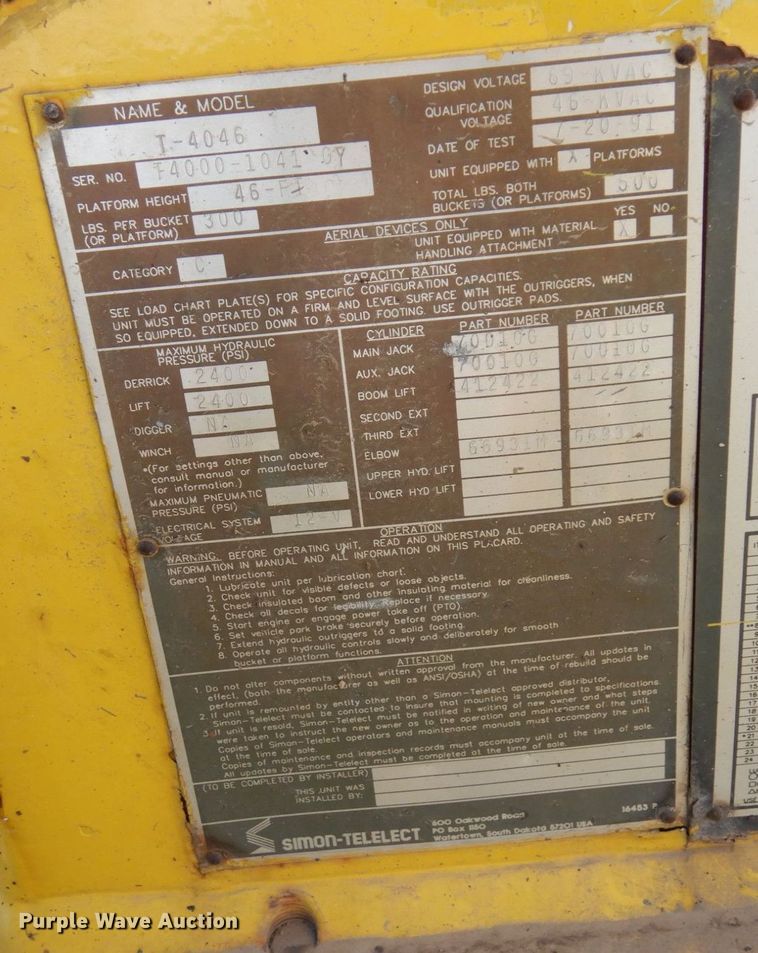 NAME & MODEL
T-4046
SER. NO. T4000-1041 GY
PLATFORM HEIGHT 46-FT
LBS. PER BUCKET (OR PLATFORM) 300
DESIGN VOLTAGE 69-KVAC
QUALIFICATION VOLTAGE 46-KVAC
DATE OF TEST 7-20-91
UNIT EQUIPPED WITH X PLATFORMS
TOTAL LBS. BOTH BUCKETS (OR PLATFORMS) 600
AERIAL DEVICES ONLY
YES NO
CATEGORY C
UNIT EQUIPPED WITH MATERIAL HANDLING ATTACHMENT X
CAPACITY RATING
SEE LOAD CHART PLATE(S) FOR SPECIFIC CONFIGURATION CAPACITIES.
UNIT MUST BE OPERATED ON A FIRM AND LEVEL SURFACE WITH THE OUTRIGGERS, WHEN
SO EQUIPPED, EXTENDED DOWN TO A SOLID FOOTING. USE OUTRIGGER PADS.
MAXIMUM HYDRAULIC
PRESSURE (PSI)
DERRICK 2400
LIFT 2400
DIGGER NA
WINCH NA
*(For settings other than above,
consult manual or manufacturer
for information.)
MAXIMUM PNEUMATIC
PRESSURE (PSI) NA
ELECTRICAL SYSTEM
VOLTAGE 12-V
CYLINDER PART NUMBER PART NUMBER
MAIN JACK 70010G 70010G
AUX. JACK 70010G 70010G
BOOM LIFT 412422 412422
SECOND EXT
THIRD EXT
ELBOW 66931M 66931M
UPPER HYD. LIFT
LOWER HYD LIFT
OPERATION
WARNING. BEFORE OPERATING UNIT, READ AND UNDERSTAND ALL OPERATING AND SAFETY
INFORMATION IN MANUAL AND ALL INFORMATION ON THIS PLACARD.
General Instructions:
1. Lubricate unit per lubrication chart.
2. Check unit for visible defects or loose objects.
3. Check insulated boom and other insulating material for cleanliness.
4. Check all decals for legibility. Replace if necessary.
5. Start engine or engage power take off (PTO).
6. Set vehicle park brake securely before operation.
7. Extend hydraulic outriggers to a solid footing.
8. Operate all hydraulic controls slowly and deliberately for smooth
bucket or platform functions.
ATTENTION
1. Do not alter components without written approval from the manufacturer. All updates in
effect, (both the manufacturer as well as ANSI/OSHA) at the time of rebuild should be
performed.
2. If unit is remounted by entity other than a Simon-Telelect approved distributor,
Simon-Telelect must be contacted to insure that mounting is completed to specifications.
3. If unit is resold, Simon-Telelect must be notified in writing of new owner and what steps
were taken to instruct the new owner as to the operation and maintenance of the unit.
Copies of Simon-Telelect operators and maintenance manuals must accompany the unit
at the time of sale.
Copies of maintenance and inspection records must accompany unit at time of sale.
All updates by Simon-Telelect must be completed at time of sale.
(TO BE COMPLETED BY INSTALLER)
THIS UNIT WAS
INSTALLED BY:
SIMON-TELELECT
600 Oakwood Road
PO Box 1150
Watertown, South Dakota 57201 USA
16453 P
Purple Wave Auction